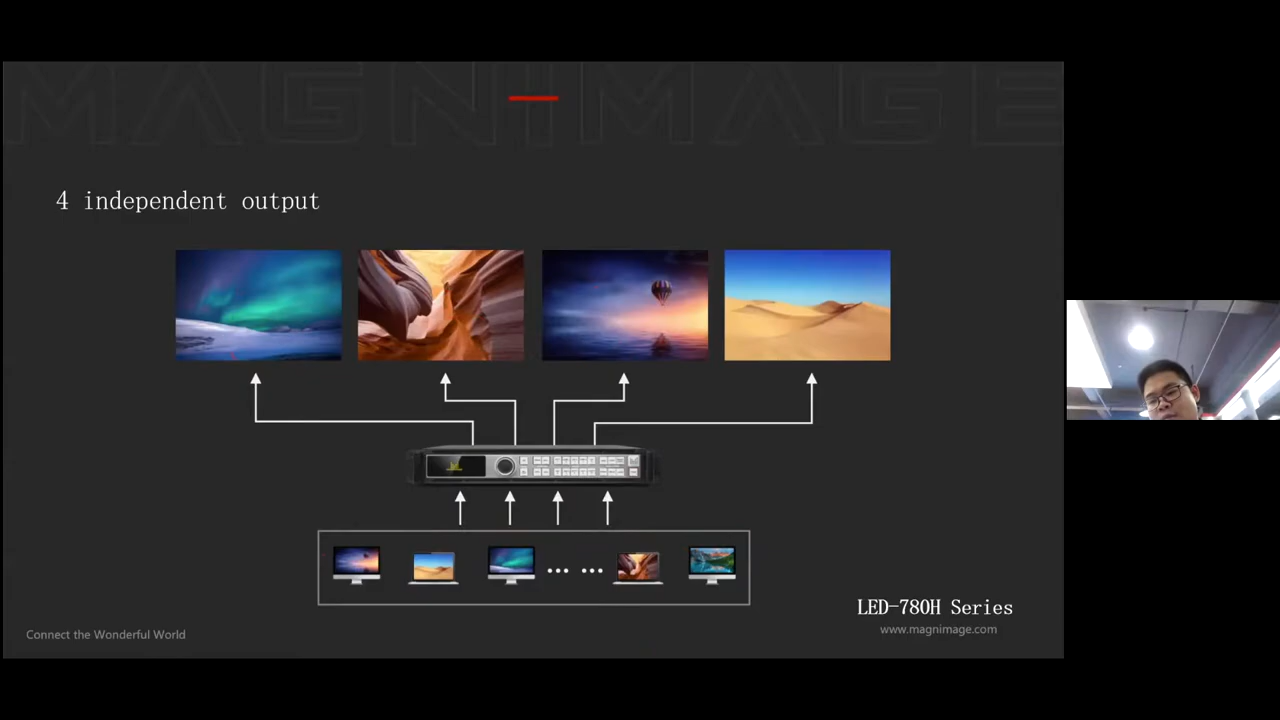 MAGNIMAGE
4 independent output
LED-780H Series
www.magnimage.com
Connect the Wonderful World